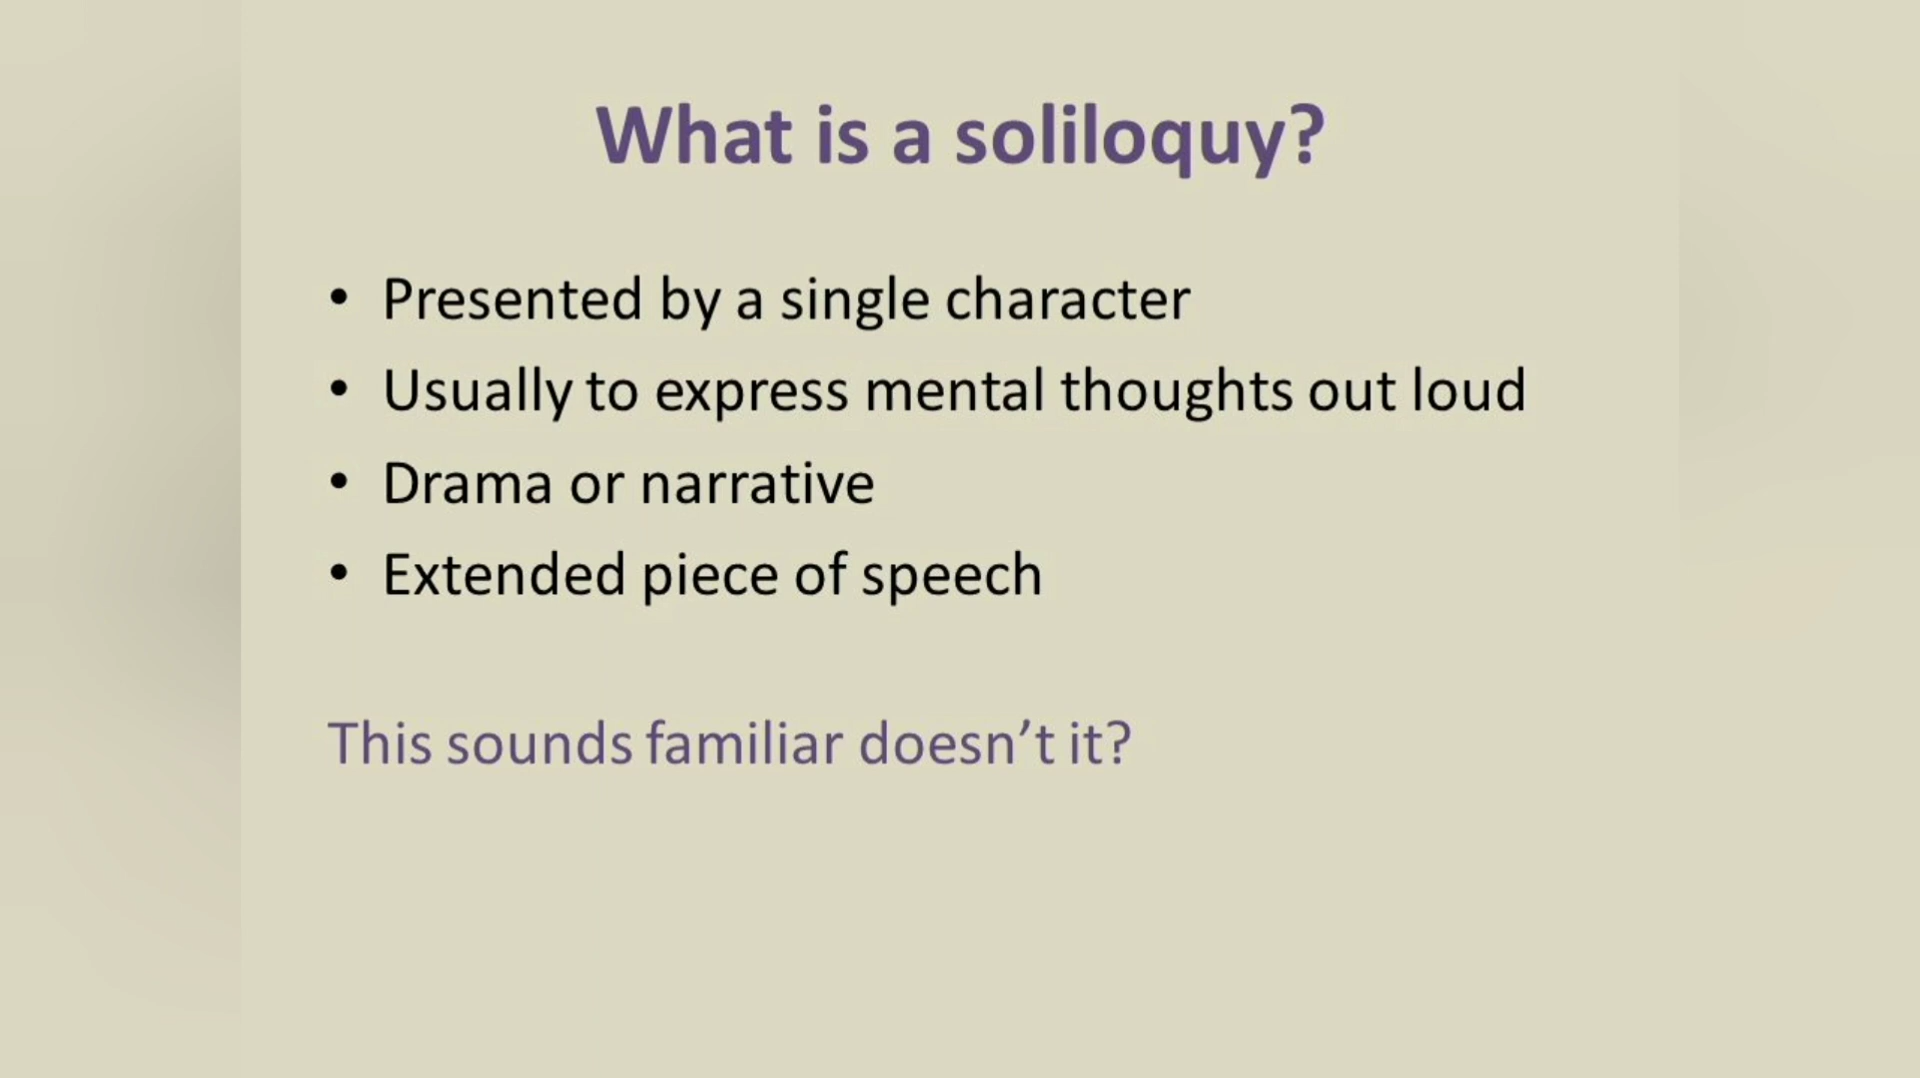 What is a soliloquy?
• Presented by a single character
• Usually to express mental thoughts out loud
• Drama or narrative
• Extended piece of speech
This sounds familiar doesn’t it?